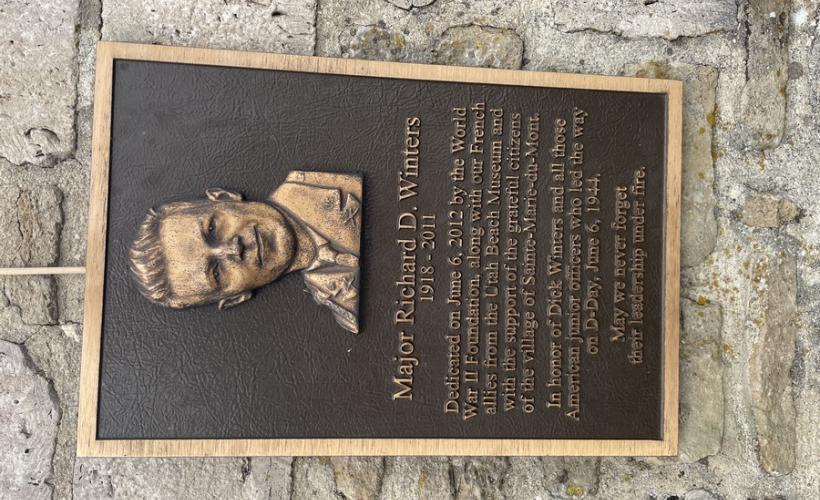 Major Richard D. Winters
1918 - 2011
Dedicated on June 6, 2012 by the World
War II Foundation, along with our French
allies from the Utah Beach Museum and
with the support of the grateful citizens
of the village of Sainte-Marie-du-Mont.
In honor of Dick Winters and all those
American junior officers who led the way
on D-Day, June 6, 1944.
May we never forget
their leadership under fire.